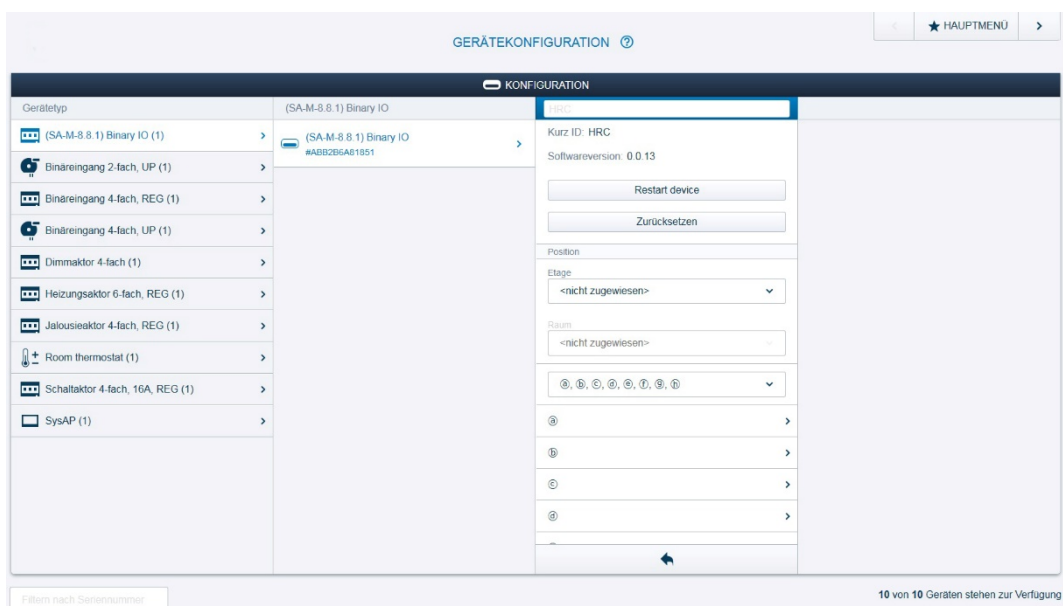 HAUPTMENÜ
GERÄTEKONFIGURATION
KONFIGURATION
Gerätetyp
(SA-M-8.8.1) Binary IO (1)
Binäreingang 2-fach, UP (1)
Binäreingang 4-fach, REG (1)
Binäreingang 4-fach, UP (1)
Dimmaktor 4-fach (1)
Heizungsaktor 6-fach, REG (1)
Jalousieaktor 4-fach, REG (1)
Room thermostat (1)
Schaltaktor 4-fach, 16A, REG (1)
SysAP (1)
(SA-M-8.8.1) Binary IO
(SA-M-8.8.1) Binary IO
#ABB2B6A81851
HRC
Kurz ID: HRC
Softwareversion: 0.0.13
Restart device
Zurücksetzen
Position
Etage
<nicht zugewiesen>
Raum
<nicht zugewiesen>
ⓐ, ⓑ, ⓒ, ⓓ, ⓔ, ⓕ, ⓖ, ⓗ
ⓐ
ⓑ
ⓒ
ⓓ
Filtern nach Seriennummer
10 von 10 Geräten stehen zur Verfügung